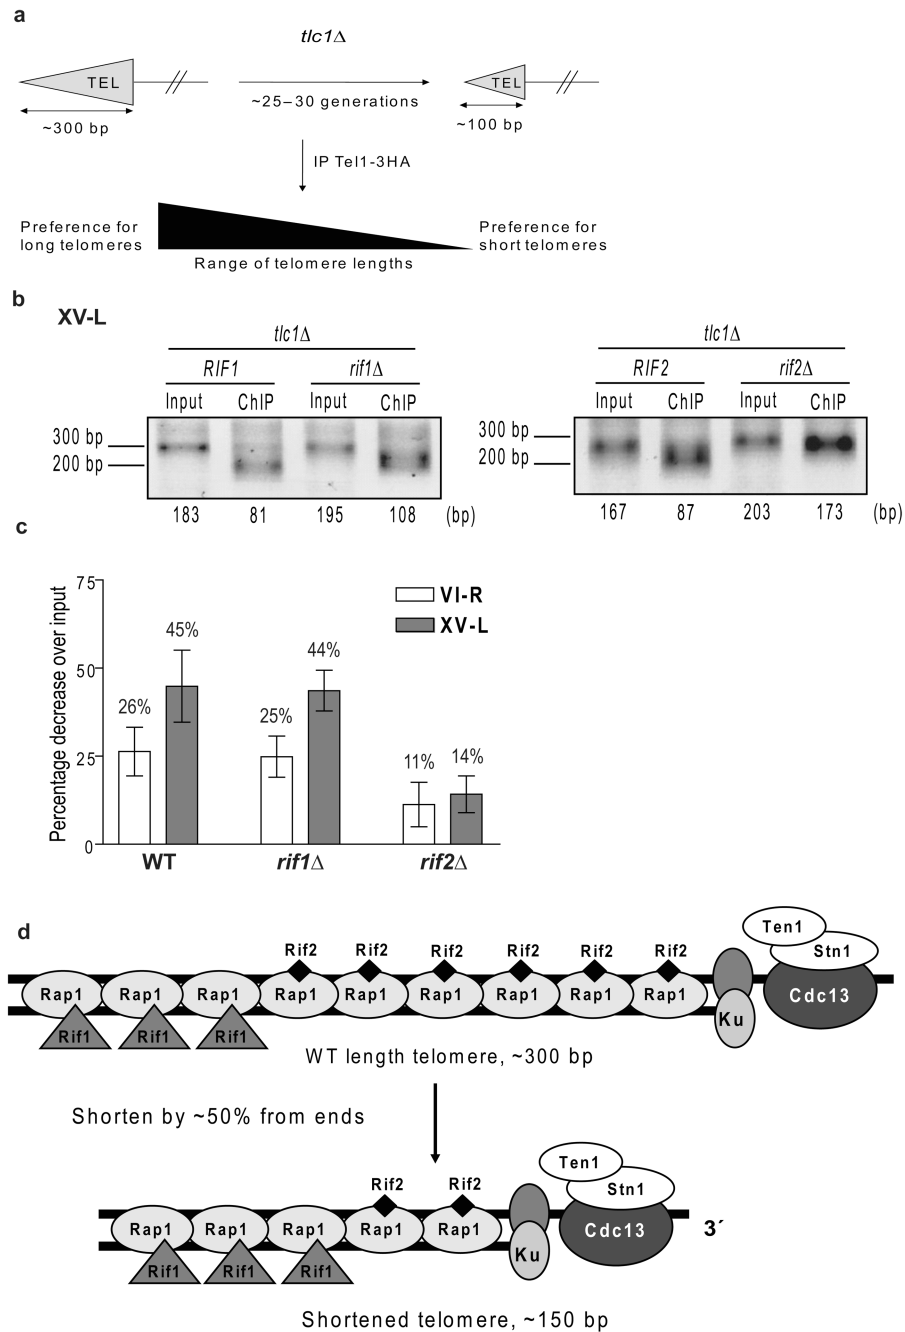 a
tlc1Δ
TEL
TEL
~25–30 generations
~300 bp
~100 bp
IP Tel1-3HA
Preference for
long telomeres
Preference for
short telomeres
Range of telomere lengths
b
XV-L
tlc1Δ
tlc1Δ
RIF1
rif1Δ
RIF2
rif2Δ
Input
ChIP
Input
ChIP
Input
ChIP
Input
ChIP
300 bp
200 bp
300 bp
200 bp
183 81 195 108 (bp)
167 87 203 173 (bp)
c
Percentage decrease over input
75
50
25
0
VI-R
XV-L
26%
45%
25%
44%
11%
14%
WT
rif1Δ
rif2Δ
d
Ten1
Stn1
Cdc13
Rif2 Rif2 Rif2 Rif2 Rif2 Rif2
Rap1 Rap1 Rap1 Rap1 Rap1 Rap1 Rap1 Rap1 Rap1
Ku
Rif1 Rif1 Rif1
WT length telomere, ~300 bp
Shorten by ~50% from ends
Ten1
Stn1
Cdc13
Rif2 Rif2
Rap1 Rap1 Rap1 Rap1 Rap1
Ku
3´
Rif1 Rif1 Rif1
Shortened telomere, ~150 bp